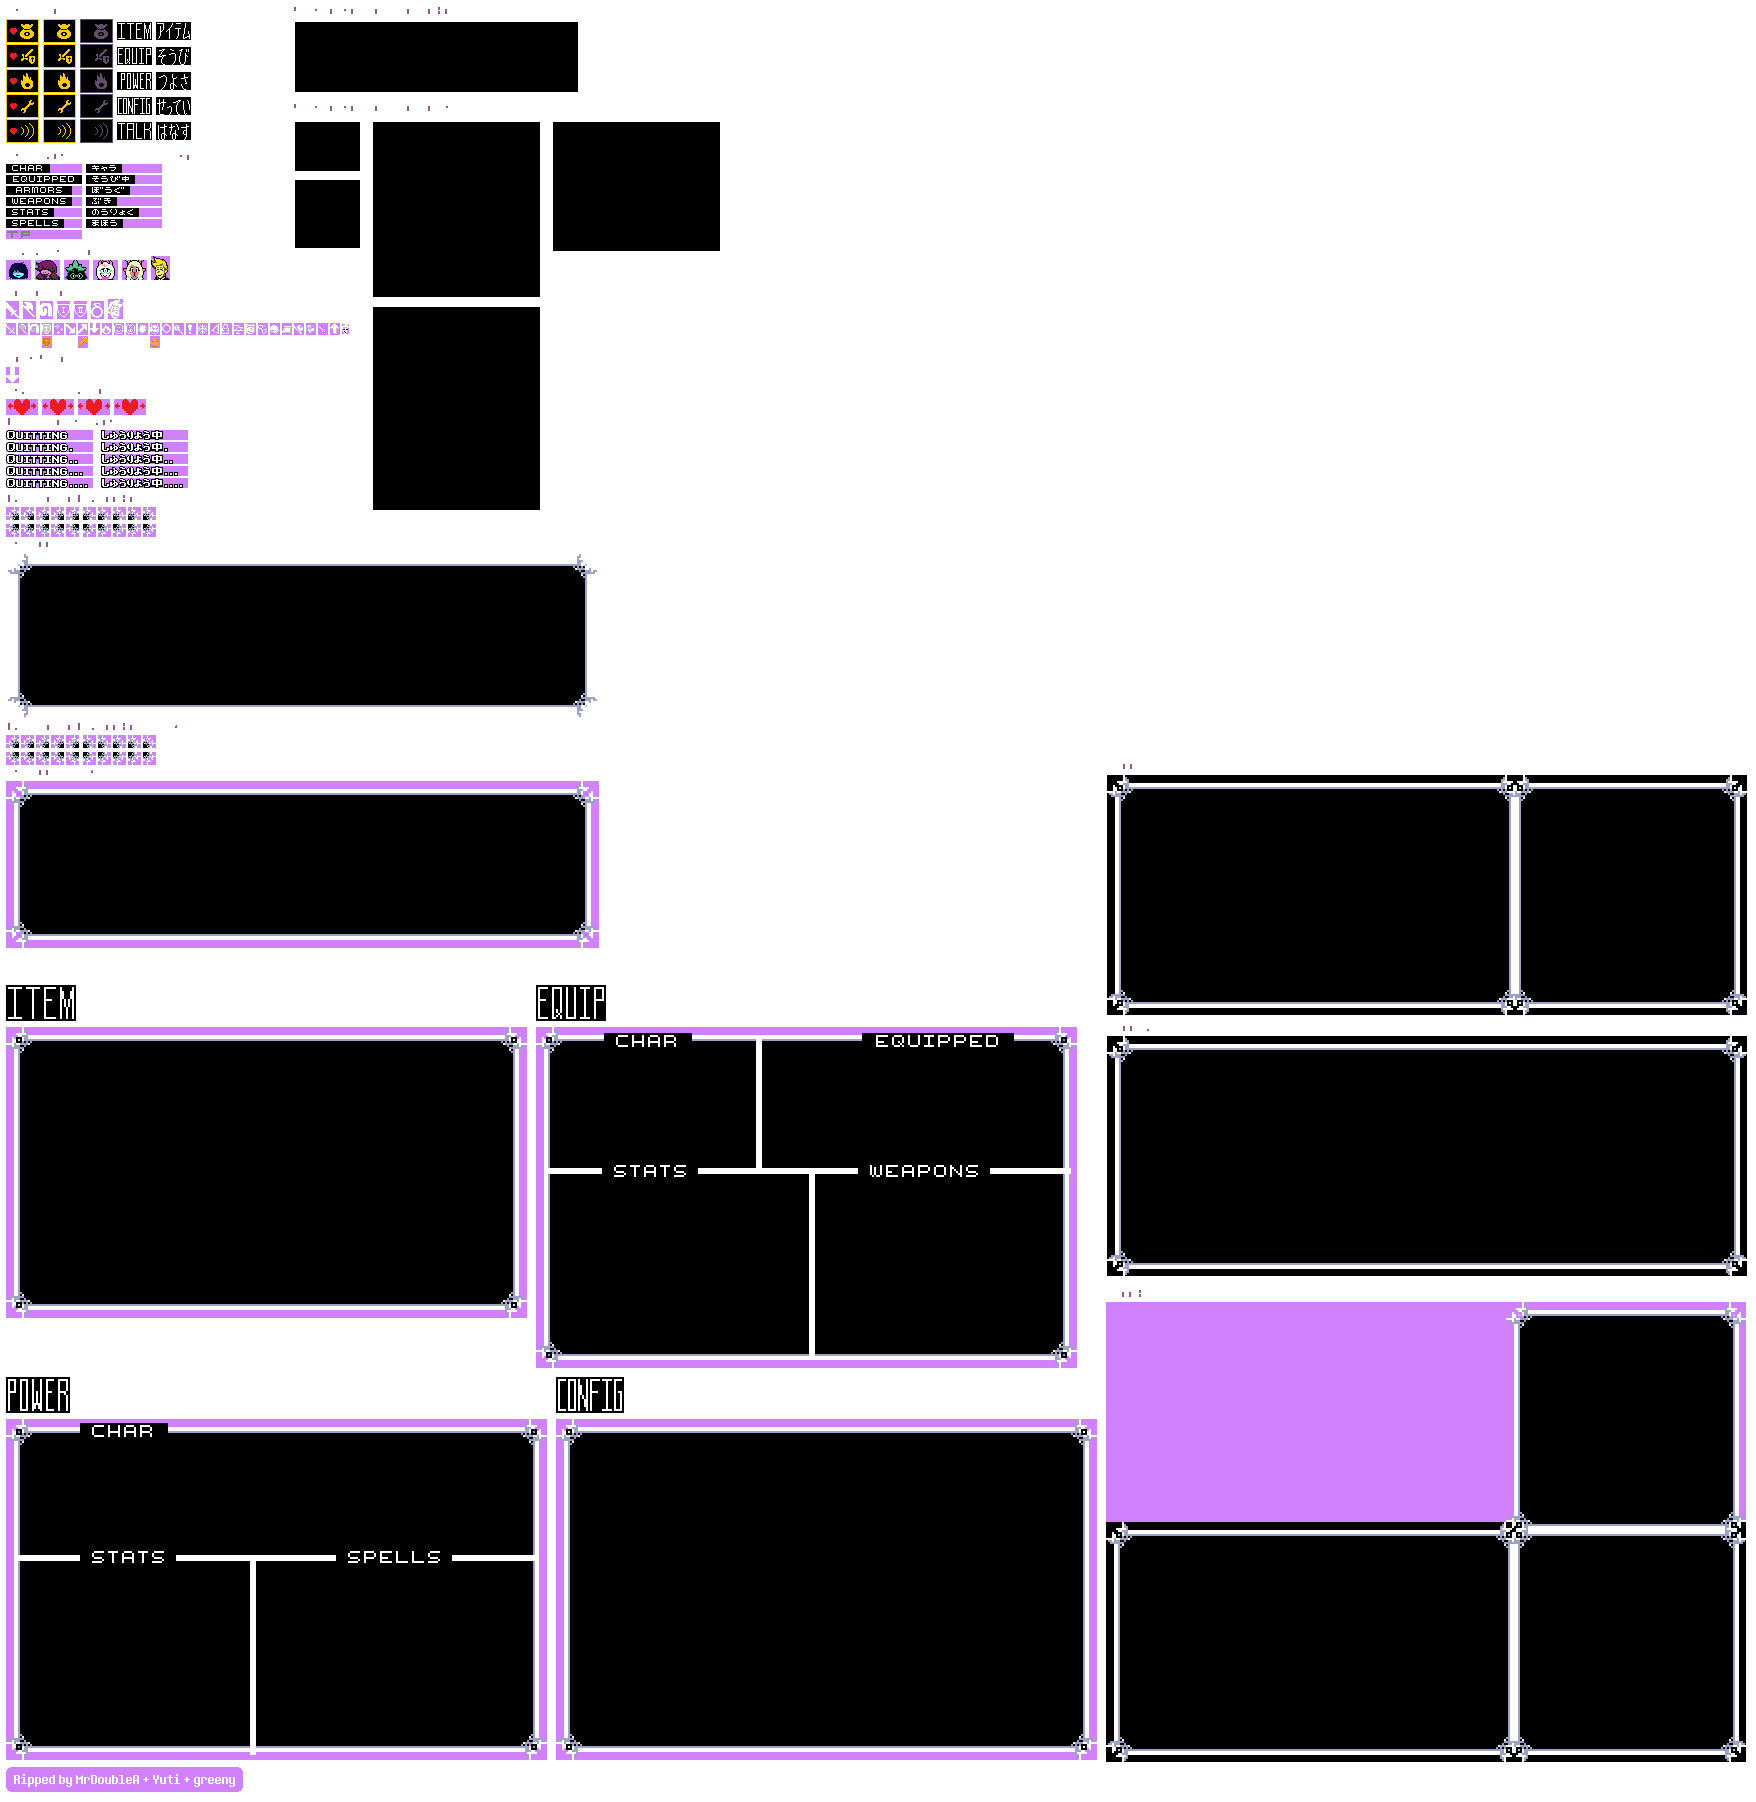 ITEM アイテム
EQUIP そうび
POWER つよさ
CONFIG せってい
TALK はなす
CHAR キャラ
EQUIPPED そうび中
ARMORS ぼうぐ
WEAPONS ぶき
STATS のうりょく
SPELLS まほう
TP
QUITTING しゅうりょう中
QUITTING. しゅうりょう中.
QUITTING.. しゅうりょう中..
QUITTING... しゅうりょう中...
QUITTING.... しゅうりょう中....
ITEM
EQUIP
CHAR
EQUIPPED
STATS
WEAPONS
POWER
CHAR
STATS
SPELLS
CONFIG
Ripped by MrDoubleA + Yuti + greeny